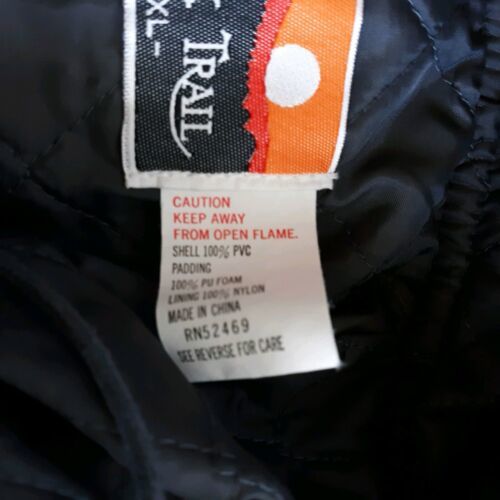 TRAIL
XL -
CAUTION
KEEP AWAY
FROM OPEN FLAME.
SHELL 100% PVC
PADDING
100% PU FOAM
LINING 100% NYLON
MADE IN CHINA
RN52469
SEE REVERSE FOR CARE